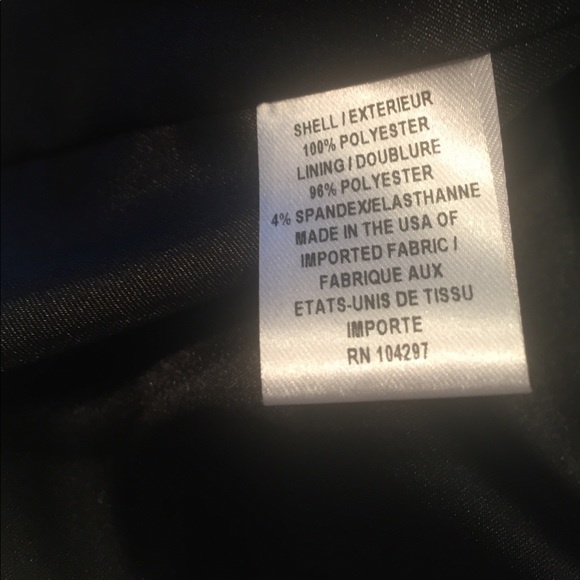 SHELL / EXTERIEUR
100% POLYESTER
LINING / DOUBLURE
96% POLYESTER
4% SPANDEX/ELASTHANNE
MADE IN THE USA OF
IMPORTED FABRIC /
FABRIQUE AUX
ETATS-UNIS DE TISSU
IMPORTE
RN 104297